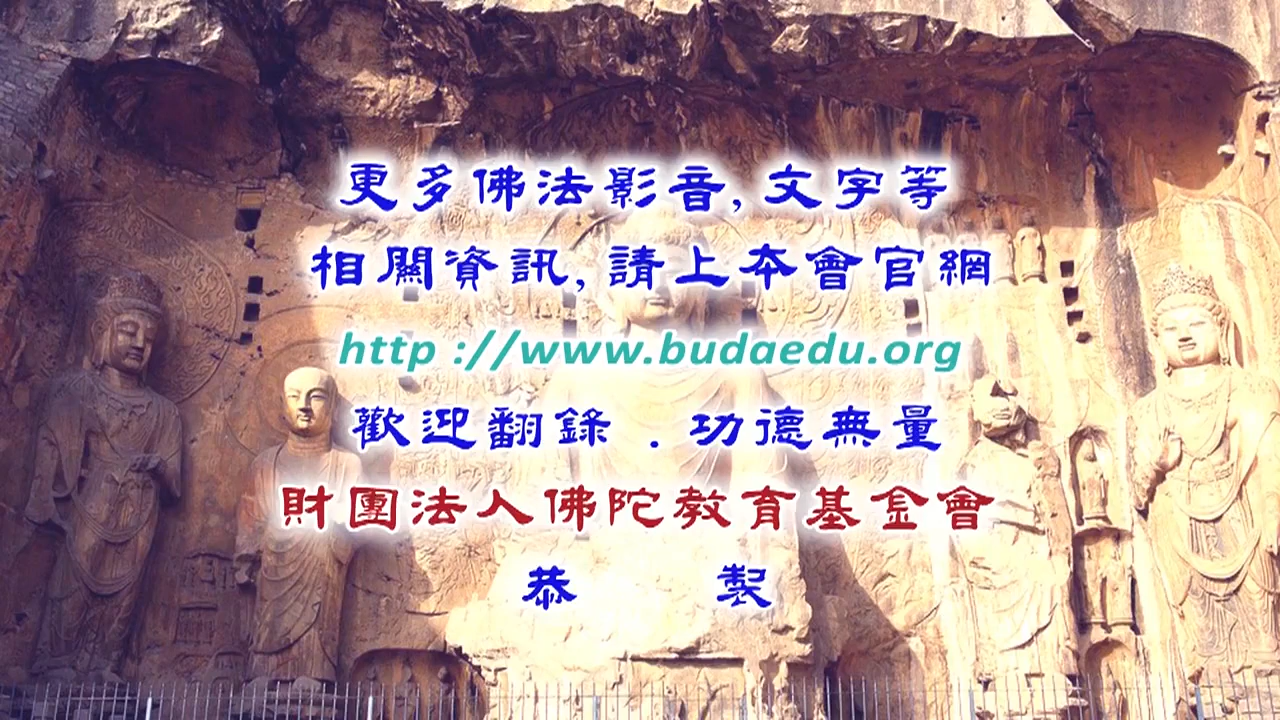 更多佛法影音,文字等
相關資訊,請上本會官網
http ://www.budaedu.org
歡迎翻錄 . 功德無量
財團法人佛陀教育基金會
恭 製